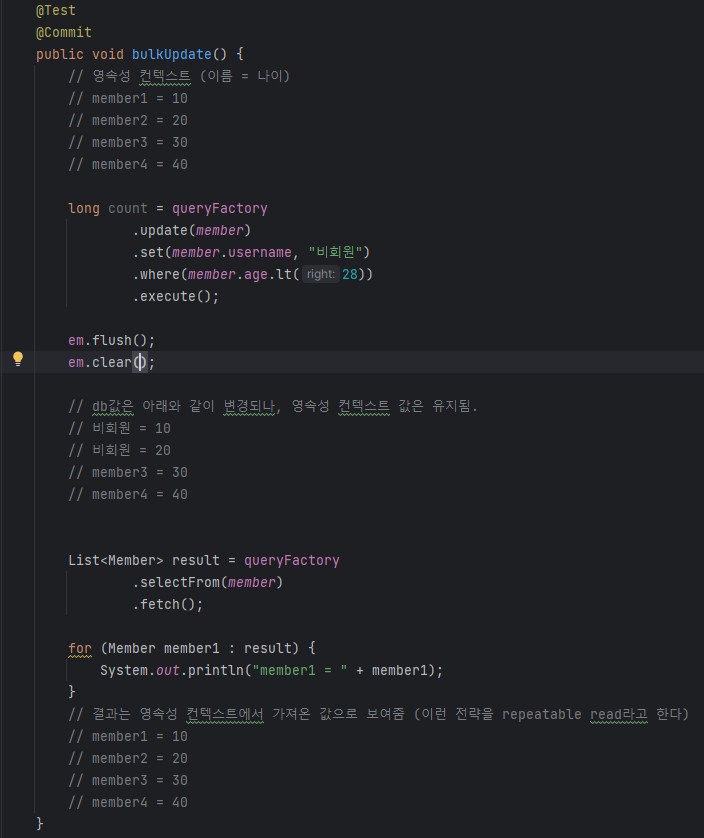 @Test
@Commit
public void bulkUpdate() {
// 영속성 컨텍스트 (이름 = 나이)
// member1 = 10
// member2 = 20
// member3 = 30
// member4 = 40
long count = queryFactory
.update(member)
.set(member.username, "비회원")
.where(member.age.lt( right: 28))
.execute();
em.flush();
em.clear();
// db값은 아래와 같이 변경되나, 영속성 컨텍스트 값은 유지됨.
// 비회원 = 10
// 비회원 = 20
// member3 = 30
// member4 = 40
List<Member> result = queryFactory
.selectFrom(member)
.fetch();
for (Member member1 : result) {
System.out.println("member1 = " + member1);
}
// 결과는 영속성 컨텍스트에서 가져온 값으로 보여줌 (이런 전략을 repeatable read라고 한다)
// member1 = 10
// member2 = 20
// member3 = 30
// member4 = 40
}